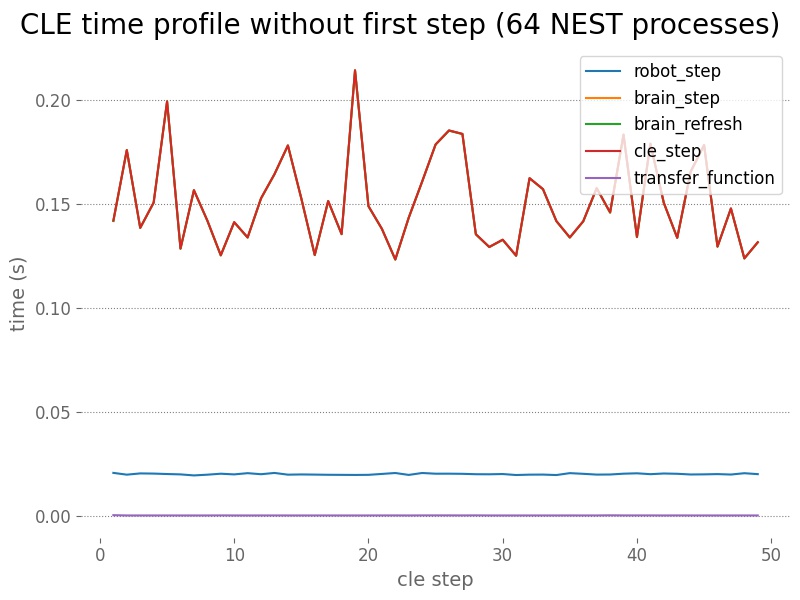 CLE time profile without first step (64 NEST processes)
robot_step
brain_step
brain_refresh
cle_step
transfer_function
0.20
0.15
0.10
0.05
0.00
time (s)
0 10 20 30 40 50
cle step